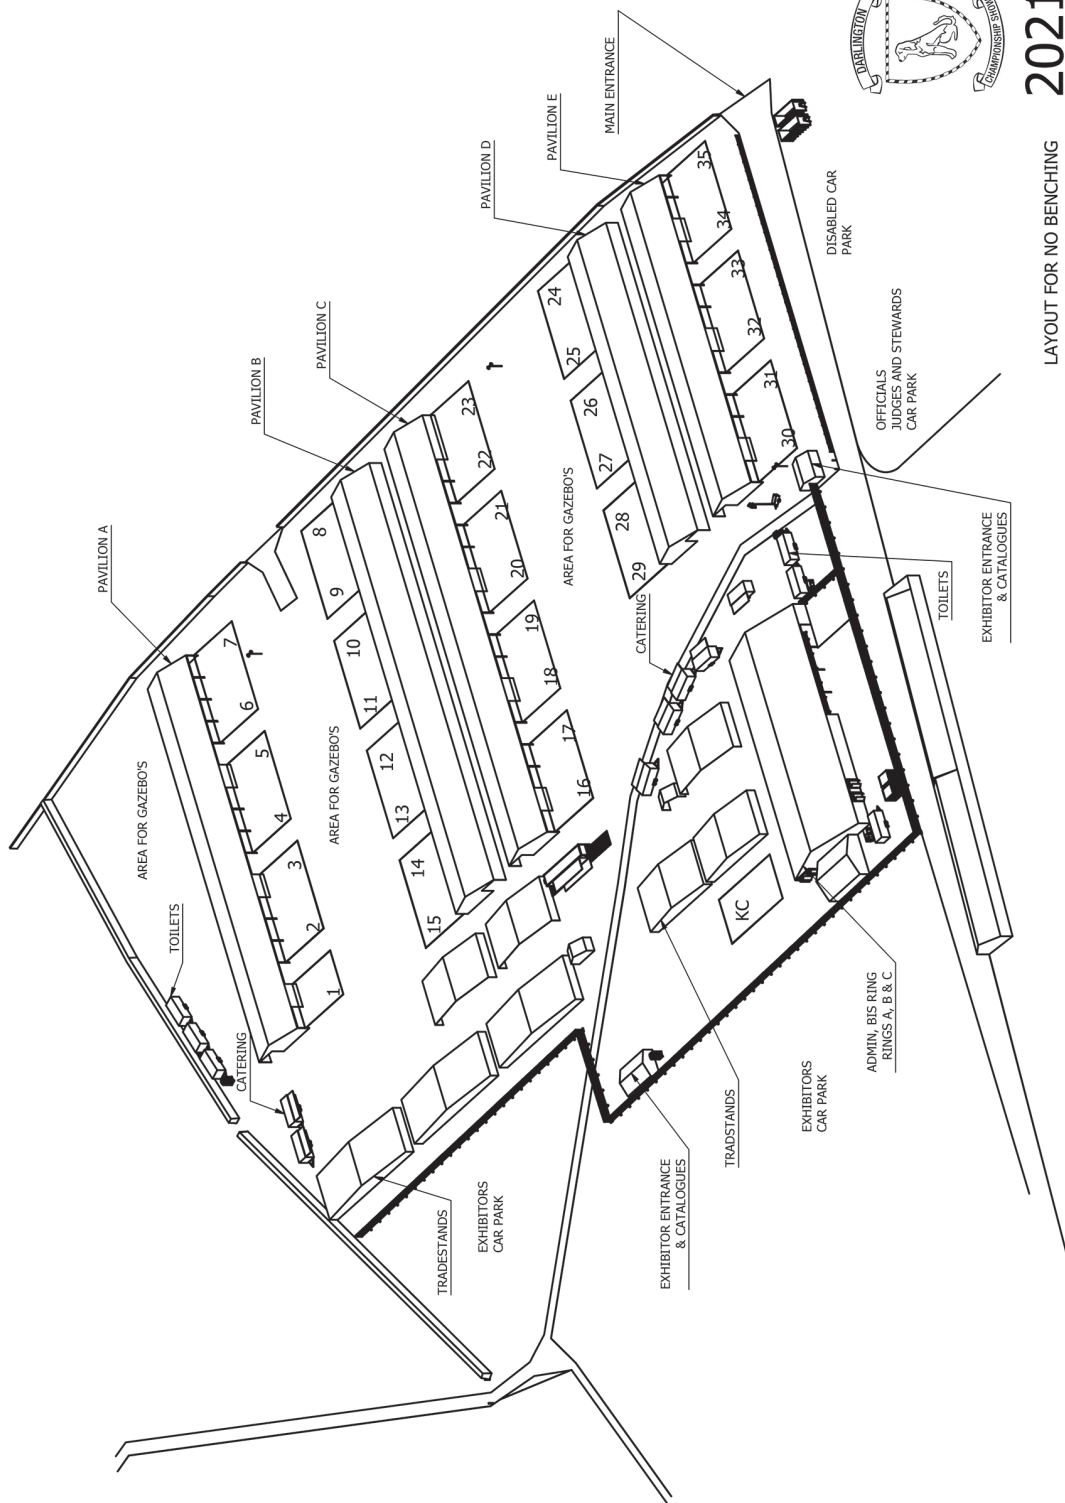 DARLINGTON
CHAMPIONSHIP SHOW
2021
LAYOUT FOR NO BENCHING
MAIN ENTRANCE
PAVILION E
PAVILION D
PAVILION C
PAVILION B
PAVILION A
DISABLED CAR
PARK
OFFICIALS
JUDGES AND STEWARDS
CAR PARK
EXHIBITOR ENTRANCE
& CATALOGUES
TOILETS
CATERING
AREA FOR GAZEBO'S
AREA FOR GAZEBO'S
AREA FOR GAZEBO'S
TOILETS
CATERING
TRADESTANDS
EXHIBITORS
CAR PARK
EXHIBITOR ENTRANCE
& CATALOGUES
TRADSTANDS
EXHIBITORS
CAR PARK
ADMIN, BIS RING
RINGS A, B & C
KC
1
2
3
4
5
6
7
8
9
10
11
12
13
14
15
16
17
18
19
20
21
22
23
24
25
26
27
28
29
30
31
32
33
34
35